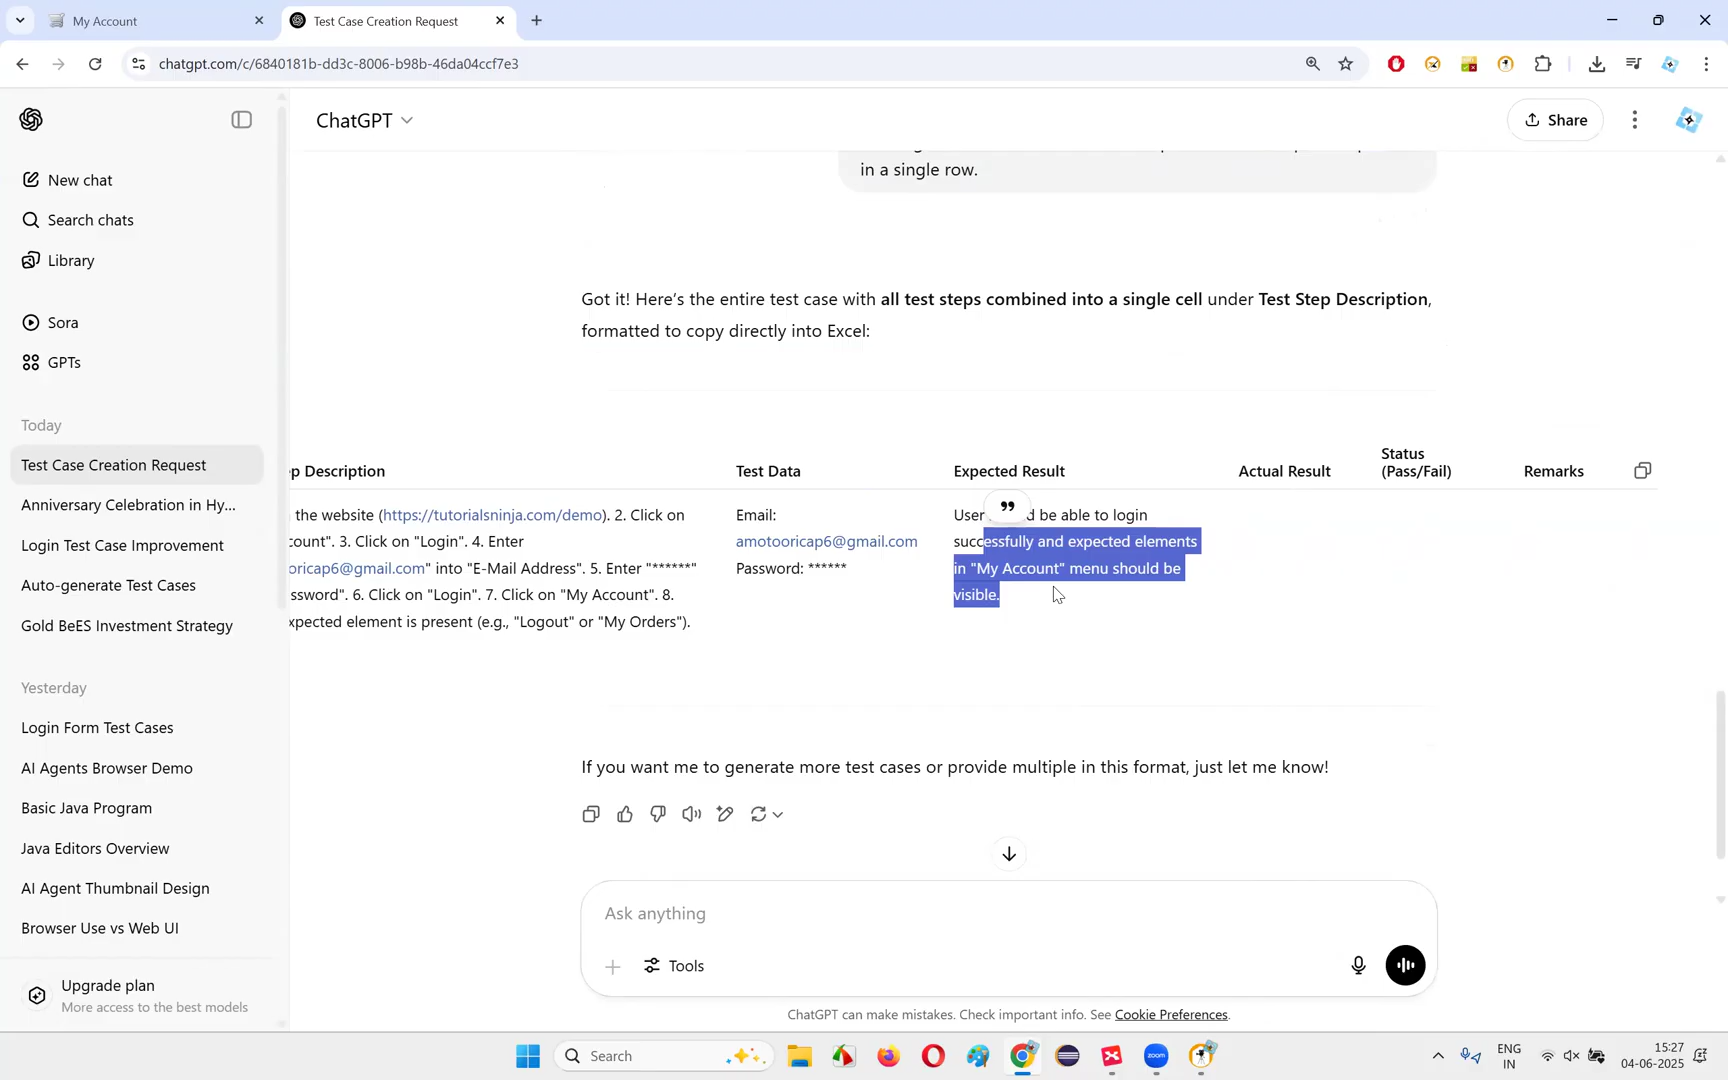 My Account
Test Case Creation Request
chatgpt.com/c/6840181b-dd3c-8006-b98b-46da04ccf7e3
ChatGPT
Share
New chat
Search chats
Library
Sora
GPTs
Today
Test Case Creation Request
Anniversary Celebration in Hy...
Login Test Case Improvement
Auto-generate Test Cases
Gold BeES Investment Strategy
Yesterday
Login Form Test Cases
AI Agents Browser Demo
Basic Java Program
Java Editors Overview
AI Agent Thumbnail Design
Browser Use vs Web UI
Upgrade plan
More access to the best models
in a single row.
Got it! Here's the entire test case with all test steps combined into a single cell under Test Step Description,
formatted to copy directly into Excel:
ep Description
Test Data
Expected Result
Actual Result
Status
(Pass/Fail)
Remarks
the website (https://tutorialsninja.com/demo). 2. Click on
count". 3. Click on "Login". 4. Enter
oricap6@gmail.com" into "E-Mail Address". 5. Enter "******"
ssword". 6. Click on "Login". 7. Click on "My Account". 8.
xpected element is present (e.g., "Logout" or "My Orders").
Email:
amotooricap6@gmail.com
Password: ******
User d be able to login
successfully and expected elements
in "My Account" menu should be
visible.
If you want me to generate more test cases or provide multiple in this format, just let me know!
Ask anything
Tools
ChatGPT can make mistakes. Check important info. See Cookie Preferences.
Search
zoom
ENG
IN
15:27
04-06-2025